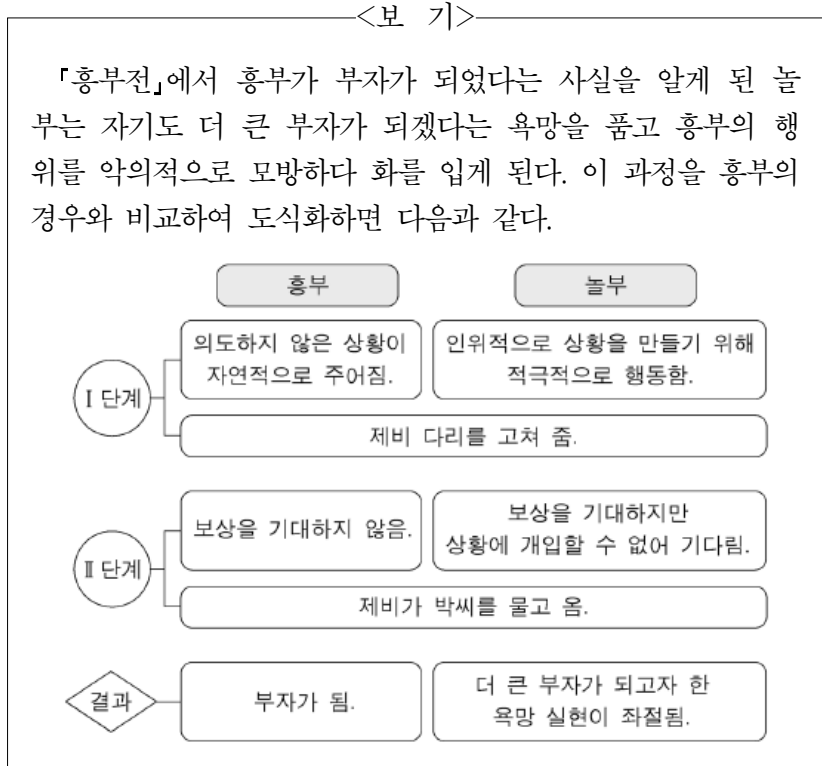 <보 기>
『흥부전』에서 흥부가 부자가 되었다는 사실을 알게 된 놀
부는 자기도 더 큰 부자가 되겠다는 욕망을 품고 흥부의 행
위를 악의적으로 모방하다 화를 입게 된다. 이 과정을 흥부의
경우와 비교하여 도식화하면 다음과 같다.
흥부
놀부
Ⅰ단계
의도하지 않은 상황이
자연적으로 주어짐.
인위적으로 상황을 만들기 위해
적극적으로 행동함.
제비 다리를 고쳐 줌.
Ⅱ단계
보상을 기대하지 않음.
보상을 기대하지만
상황에 개입할 수 없어 기다림.
제비가 박씨를 물고 옴.
결과
부자가 됨.
더 큰 부자가 되고자 한
욕망 실현이 좌절됨.